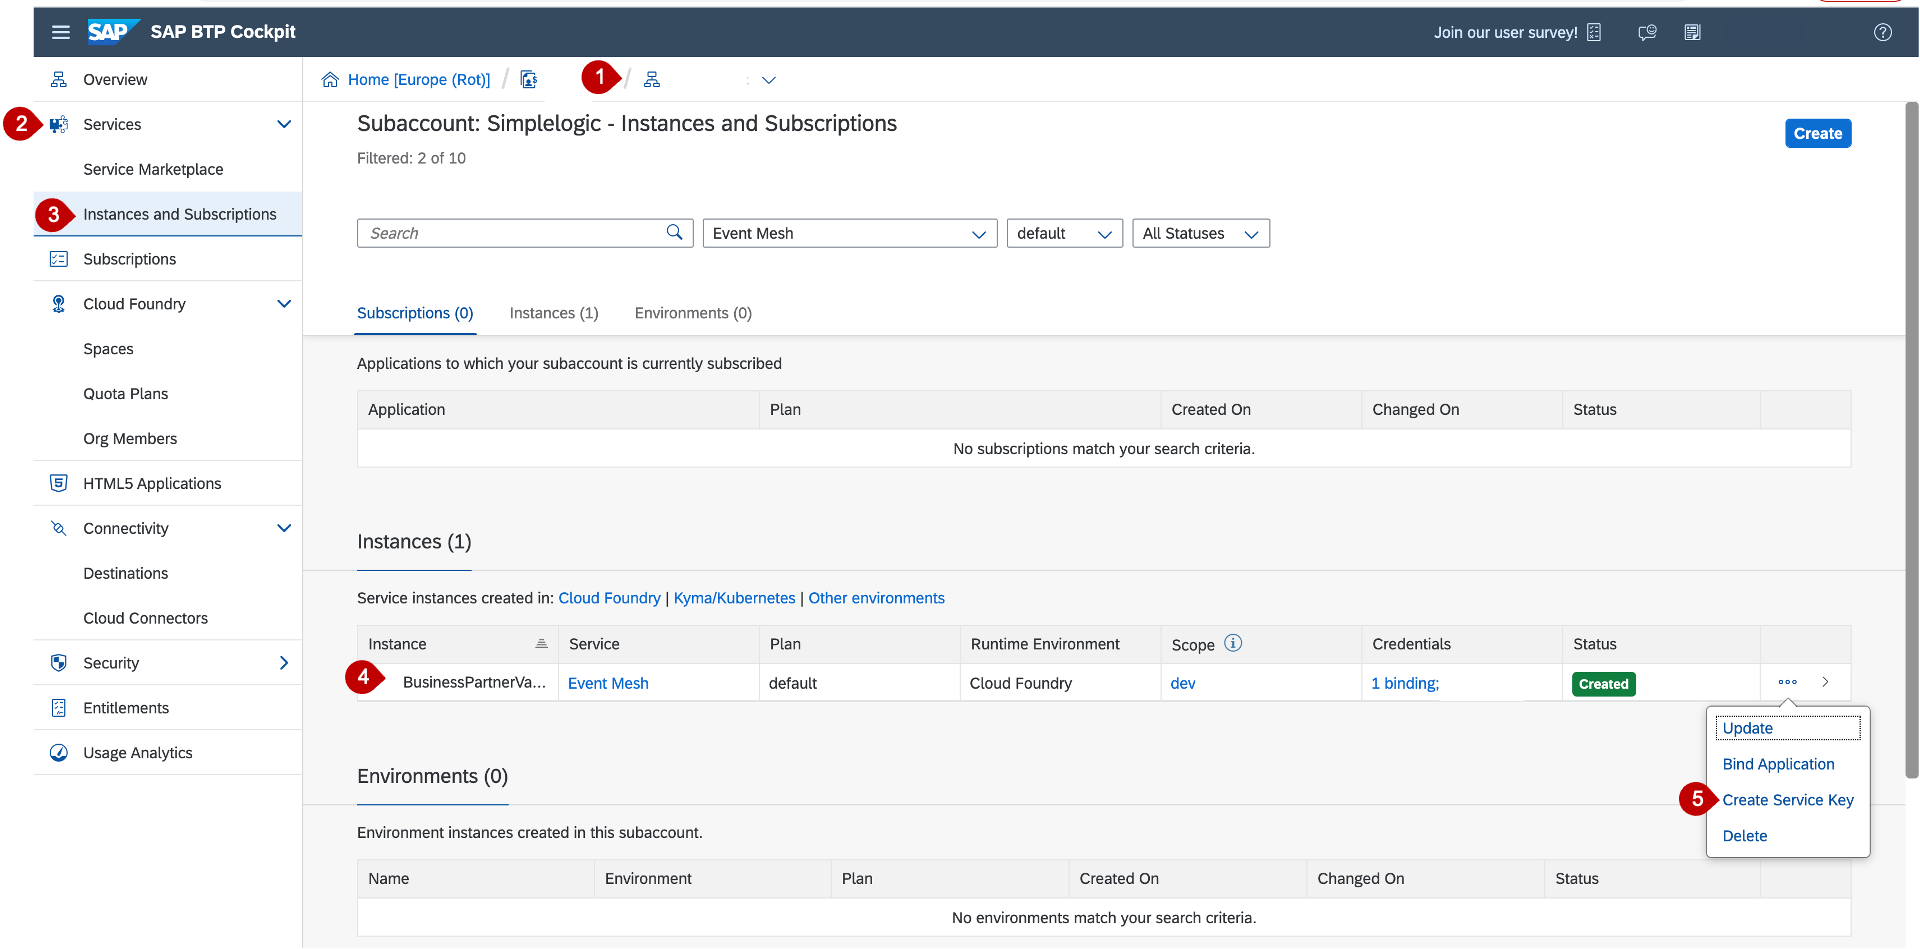 SAP SAP BTP Cockpit
Join our user survey!
Overview
Home [Europe (Rot)] / 1 /
2 Services
Subaccount: Simplelogic - Instances and Subscriptions
Create
Filtered: 2 of 10
Service Marketplace
3 Instances and Subscriptions
Search
Event Mesh
default
All Statuses
Subscriptions
Cloud Foundry
Subscriptions (0)
Instances (1)
Environments (0)
Spaces
Applications to which your subaccount is currently subscribed
Quota Plans
Application Plan Created On Changed On Status
Org Members
No subscriptions match your search criteria.
HTML5 Applications
Connectivity
Instances (1)
Destinations
Service instances created in: Cloud Foundry | Kyma/Kubernetes | Other environments
Cloud Connectors
Instance Service Plan Runtime Environment Scope Credentials Status
Security
4 BusinessPartnerVa... Event Mesh default Cloud Foundry dev 1 binding; Created
Entitlements
Update
Usage Analytics
Bind Application
Environments (0)
5 Create Service Key
Environment instances created in this subaccount.
Delete
Name Environment Plan Created On Changed On Status
No environments match your search criteria.